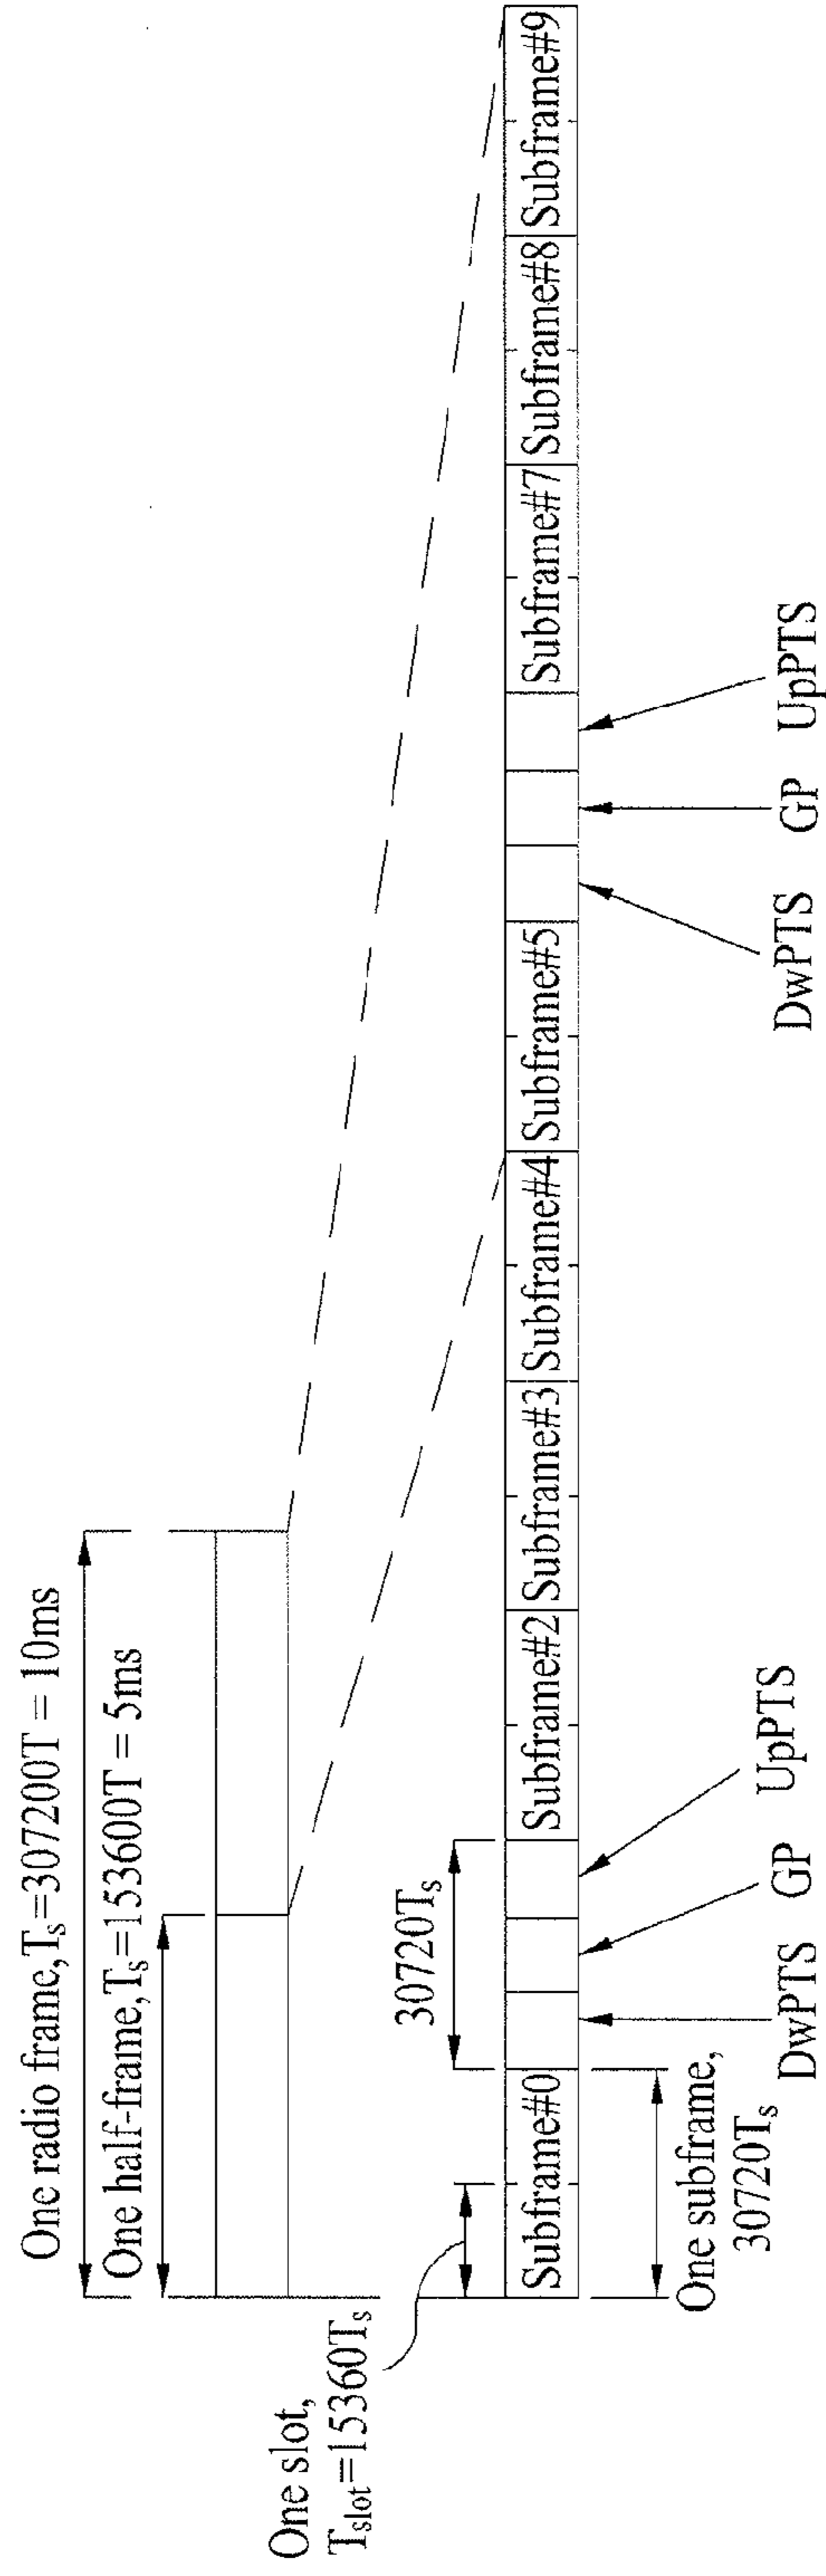 One radio frame,Ts=307200T = 10ms
One half-frame,Ts=153600T = 5ms
One slot,
Tslot=15360Ts
30720Ts
Subframe#0
Subframe#2
Subframe#3
Subframe#4
Subframe#5
Subframe#7
Subframe#8
Subframe#9
One subframe,
30720Ts
DwPTS
GP
UpPTS
DwPTS
GP
UpPTS